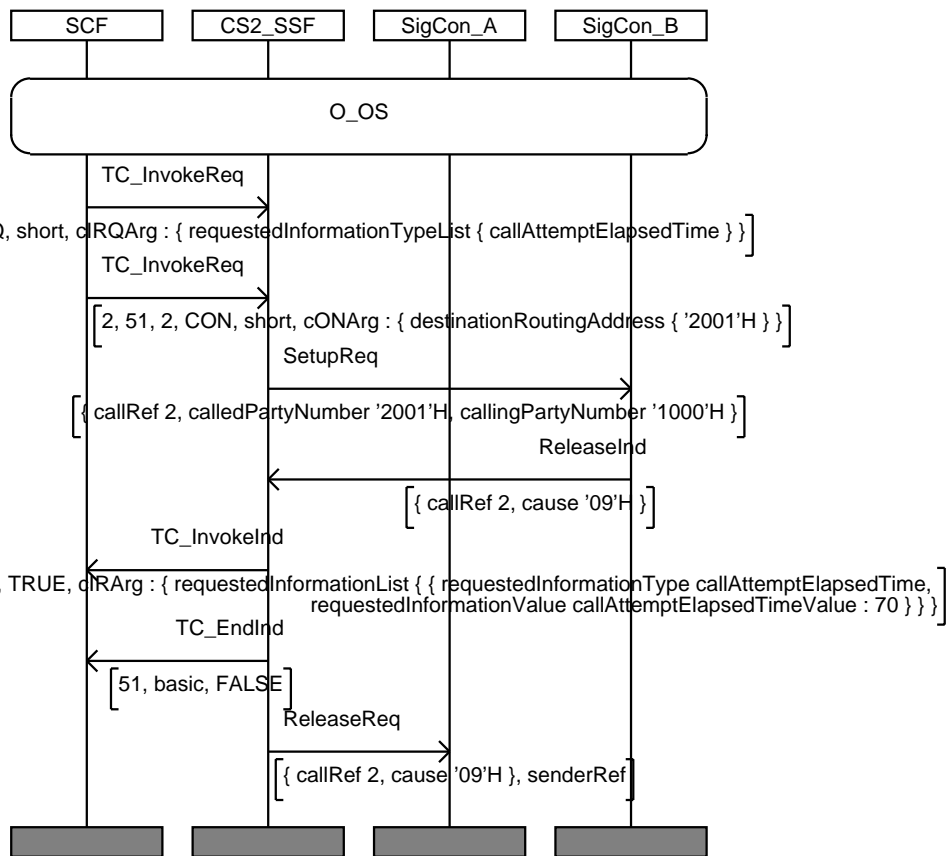 SCF CS2_SSF SigCon_A SigCon_B
O_OS
TC_InvokeReq
, short, cIRQArg : { requestedInformationTypeList { callAttemptElapsedTime } }
TC_InvokeReq
2, 51, 2, CON, short, cONArg : { destinationRoutingAddress { '2001'H } }
SetupReq
{ callRef 2, calledPartyNumber '2001'H, callingPartyNumber '1000'H }
ReleaseInd
{ callRef 2, cause '09'H }
TC_InvokeInd
, TRUE, cIRArg : { requestedInformationList { { requestedInformationType callAttemptElapsedTime,
requestedInformationValue callAttemptElapsedTimeValue : 70 } } }
TC_EndInd
51, basic, FALSE
ReleaseReq
{ callRef 2, cause '09'H }, senderRef